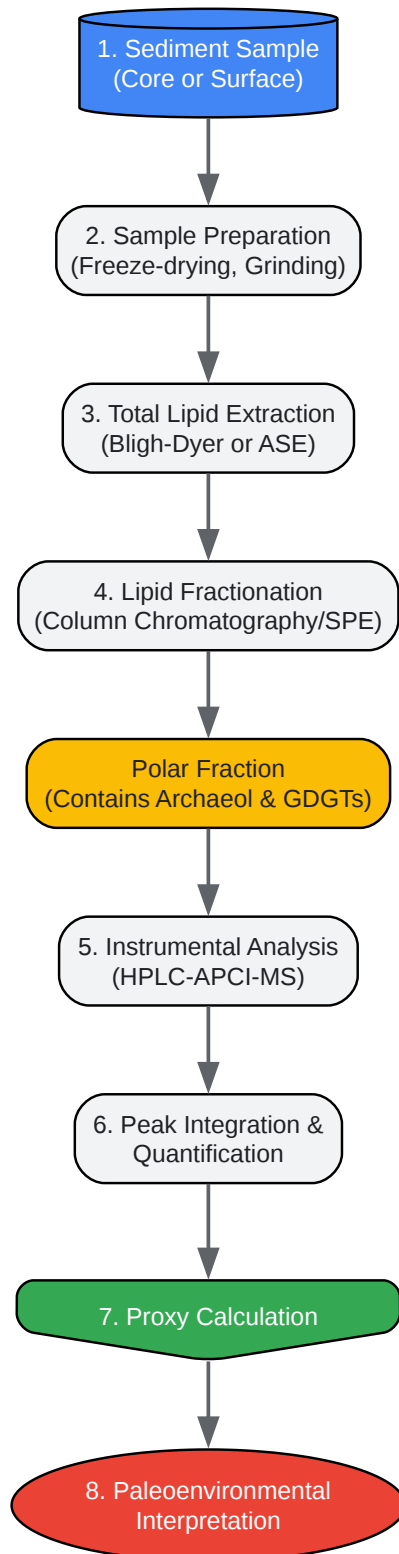 1. Sediment Sample
(Core or Surface)
2. Sample Preparation
(Freeze-drying, Grinding)
3. Total Lipid Extraction
(Bligh-Dyer or ASE)
4. Lipid Fractionation
(Column Chromatography/SPE)
Polar Fraction
(Contains Archaeol & GDGTs)
5. Instrumental Analysis
(HPLC-APCI-MS)
6. Peak Integration &
Quantification
7. Proxy Calculation
8. Paleoenvironmental
Interpretation